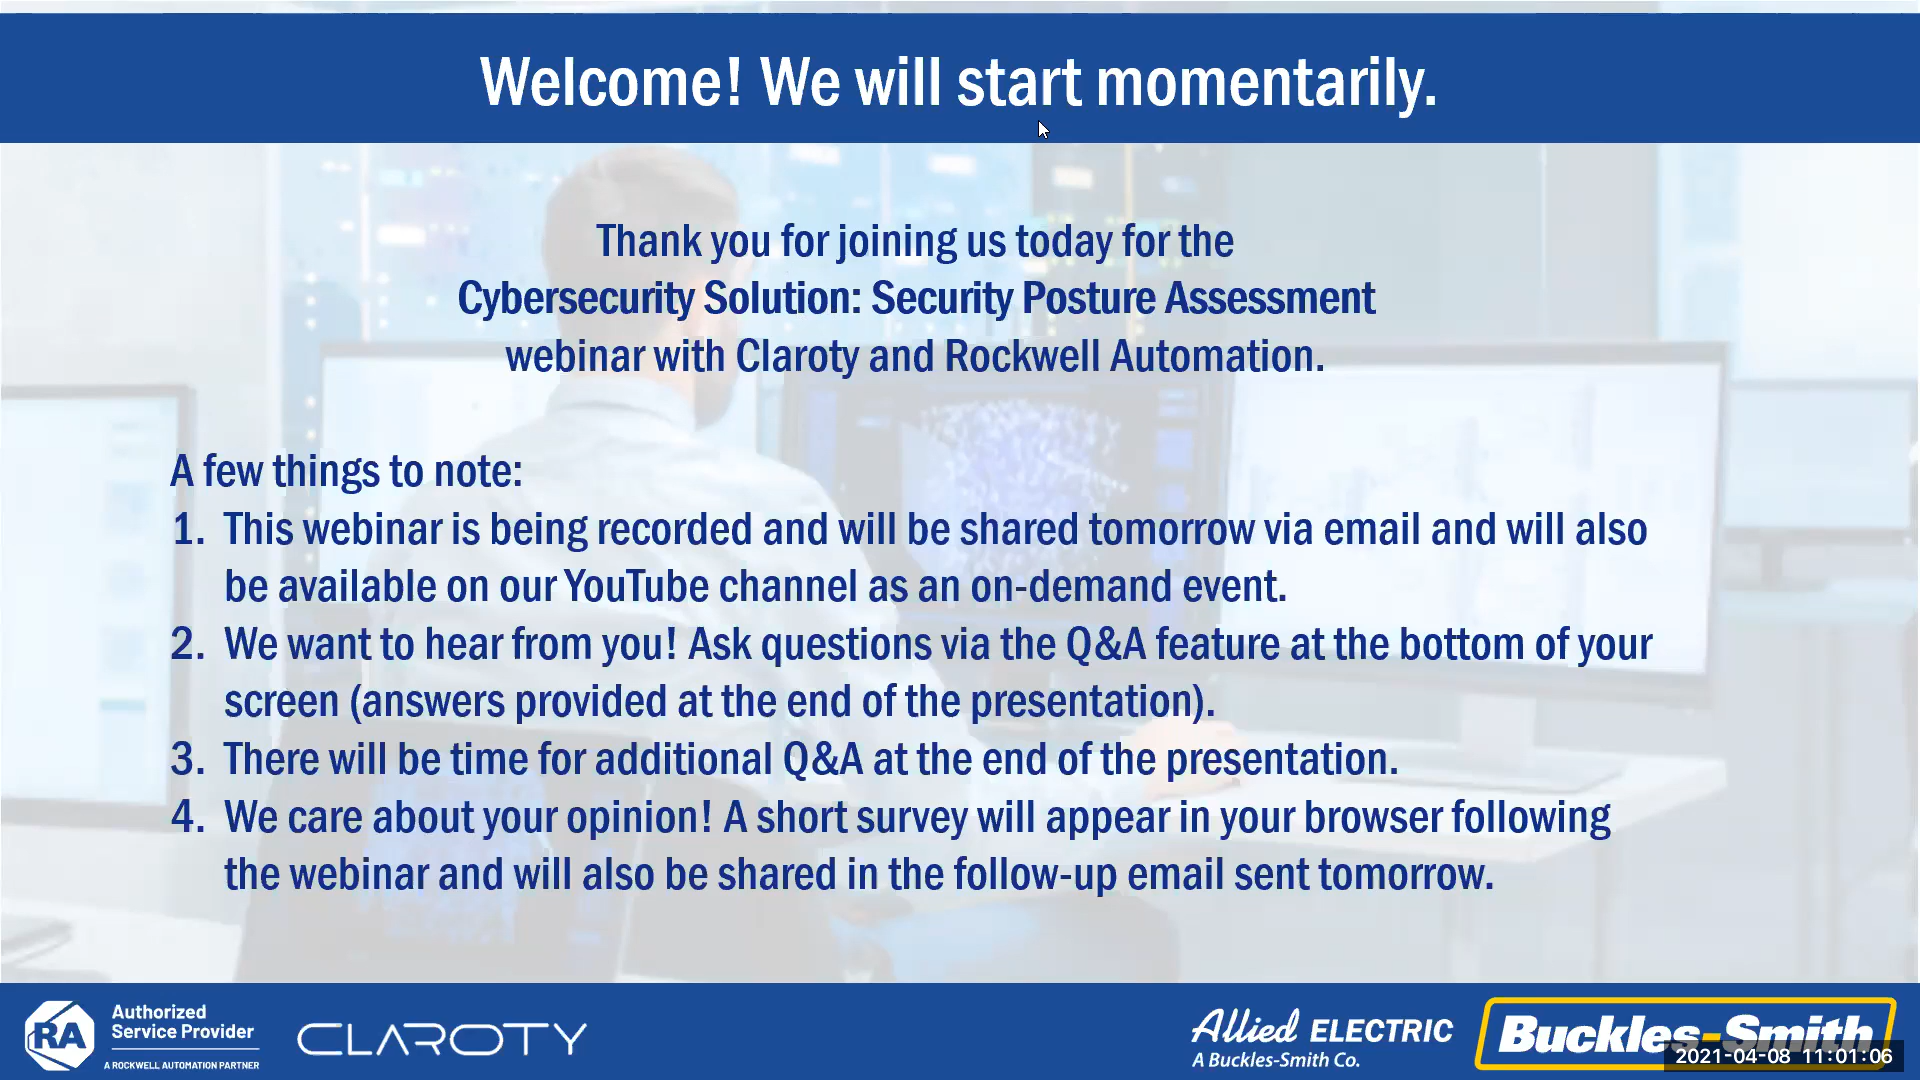 Welcome! We will start momentarily.
Thank you for joining us today for the
Cybersecurity Solution: Security Posture Assessment
webinar with Claroty and Rockwell Automation.
A few things to note:
1. This webinar is being recorded and will be shared tomorrow via email and will also
be available on our YouTube channel as an on-demand event.
2. We want to hear from you! Ask questions via the Q&A feature at the bottom of your
screen (answers provided at the end of the presentation).
3. There will be time for additional Q&A at the end of the presentation.
4. We care about your opinion! A short survey will appear in your browser following
the webinar and will also be shared in the follow-up email sent tomorrow.
RA
Authorized
Service Provider
A ROCKWELL AUTOMATION PARTNER
CLAROTY
Allied ELECTRIC
A Buckles-Smith Co.
Buckles-Smith
2021-04-08 11:01:06